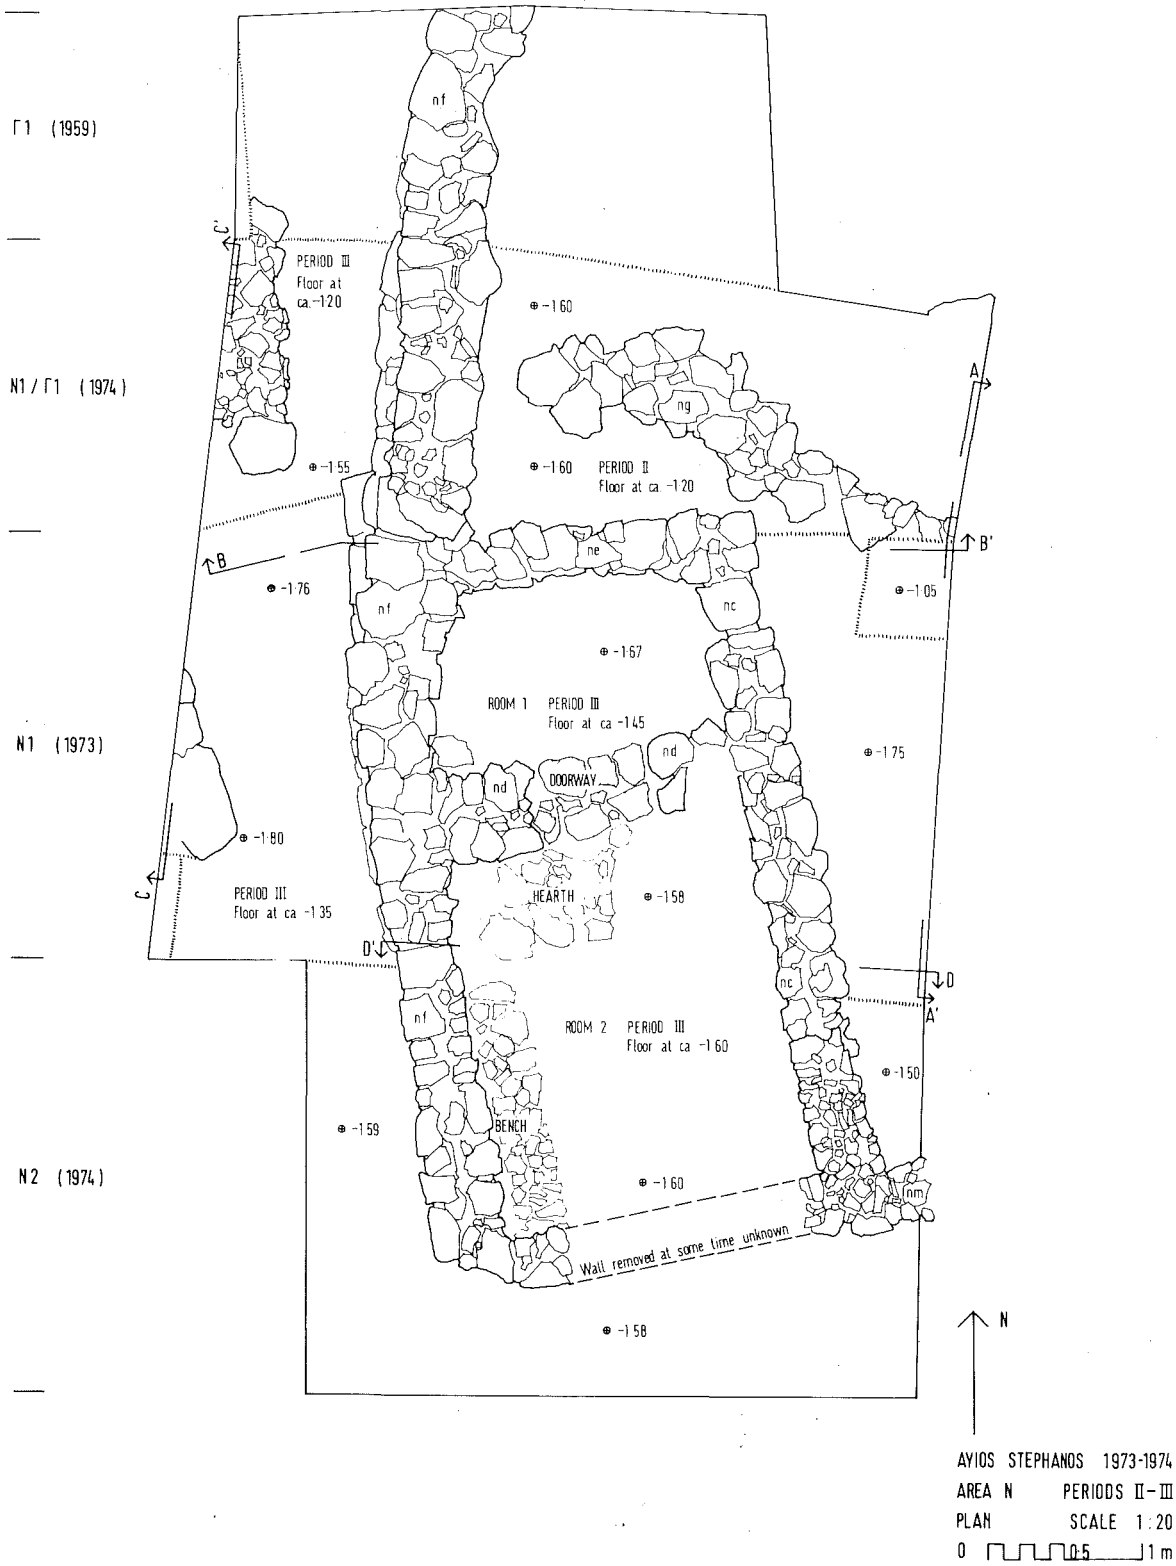 Γ1 (1959)
nf
C'
PERIOD III
Floor at
ca.-1·20
-1·60
N1/Γ1 (1974)
ny
A
ng
-1·55
-1·60
PERIOD II
Floor at ca. -1·20
B
B'
ne
-1·76
-1·05
nf
nc
-1·67
ROOM 1 PERIOD III
Floor at ca -1·45
N1 (1973)
nd
-1·75
nd
DOORWAY
-1·80
C
PERIOD III
Floor at ca -1·35
HEARTH
-1·58
D'
nc
D
A'
nf
ROOM 2 PERIOD III
Floor at ca -1·60
-1·50
BENCH
-1·59
N2 (1974)
-1·60
nm
Wall removed at some time unknown
-1·58
N
AYIOS STEPHANOS 1973-1974
AREA N PERIODS II-III
PLAN SCALE 1:20
0 0·5 1m